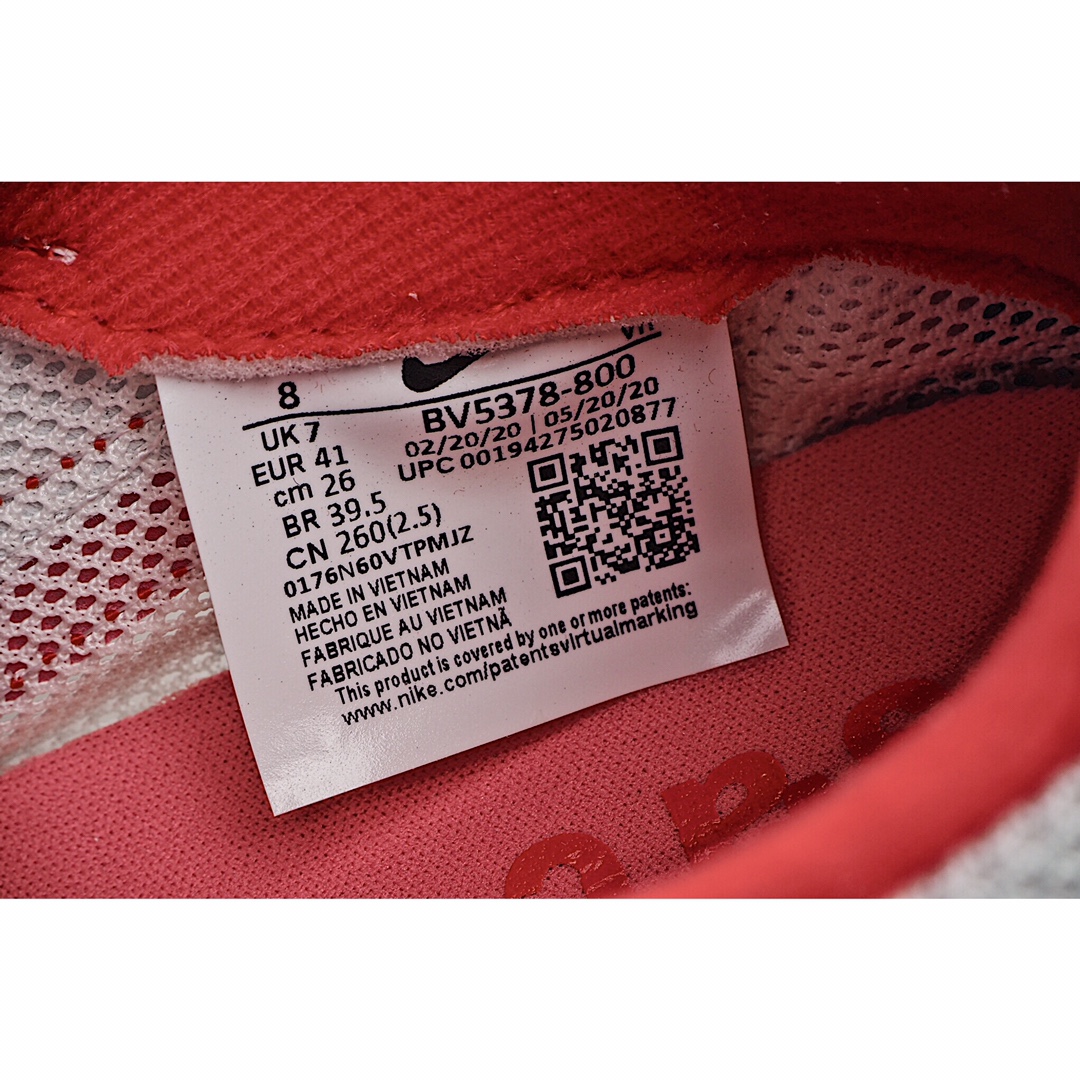 8
UK 7
EUR 41
cm 26
BR 39.5
CN 260(2.5)
0176N60VTPMJZ
MADE IN VIETNAM
HECHO EN VIETNAM
FABRIQUE AU VIETNAM
FABRICADO NO VIETNÃ
This product is covered by one or more patents:
www.nike.com/patentsvirtualmarking
BV5378-800
02/20/20 | 05/20/20
UPC 00194275020877